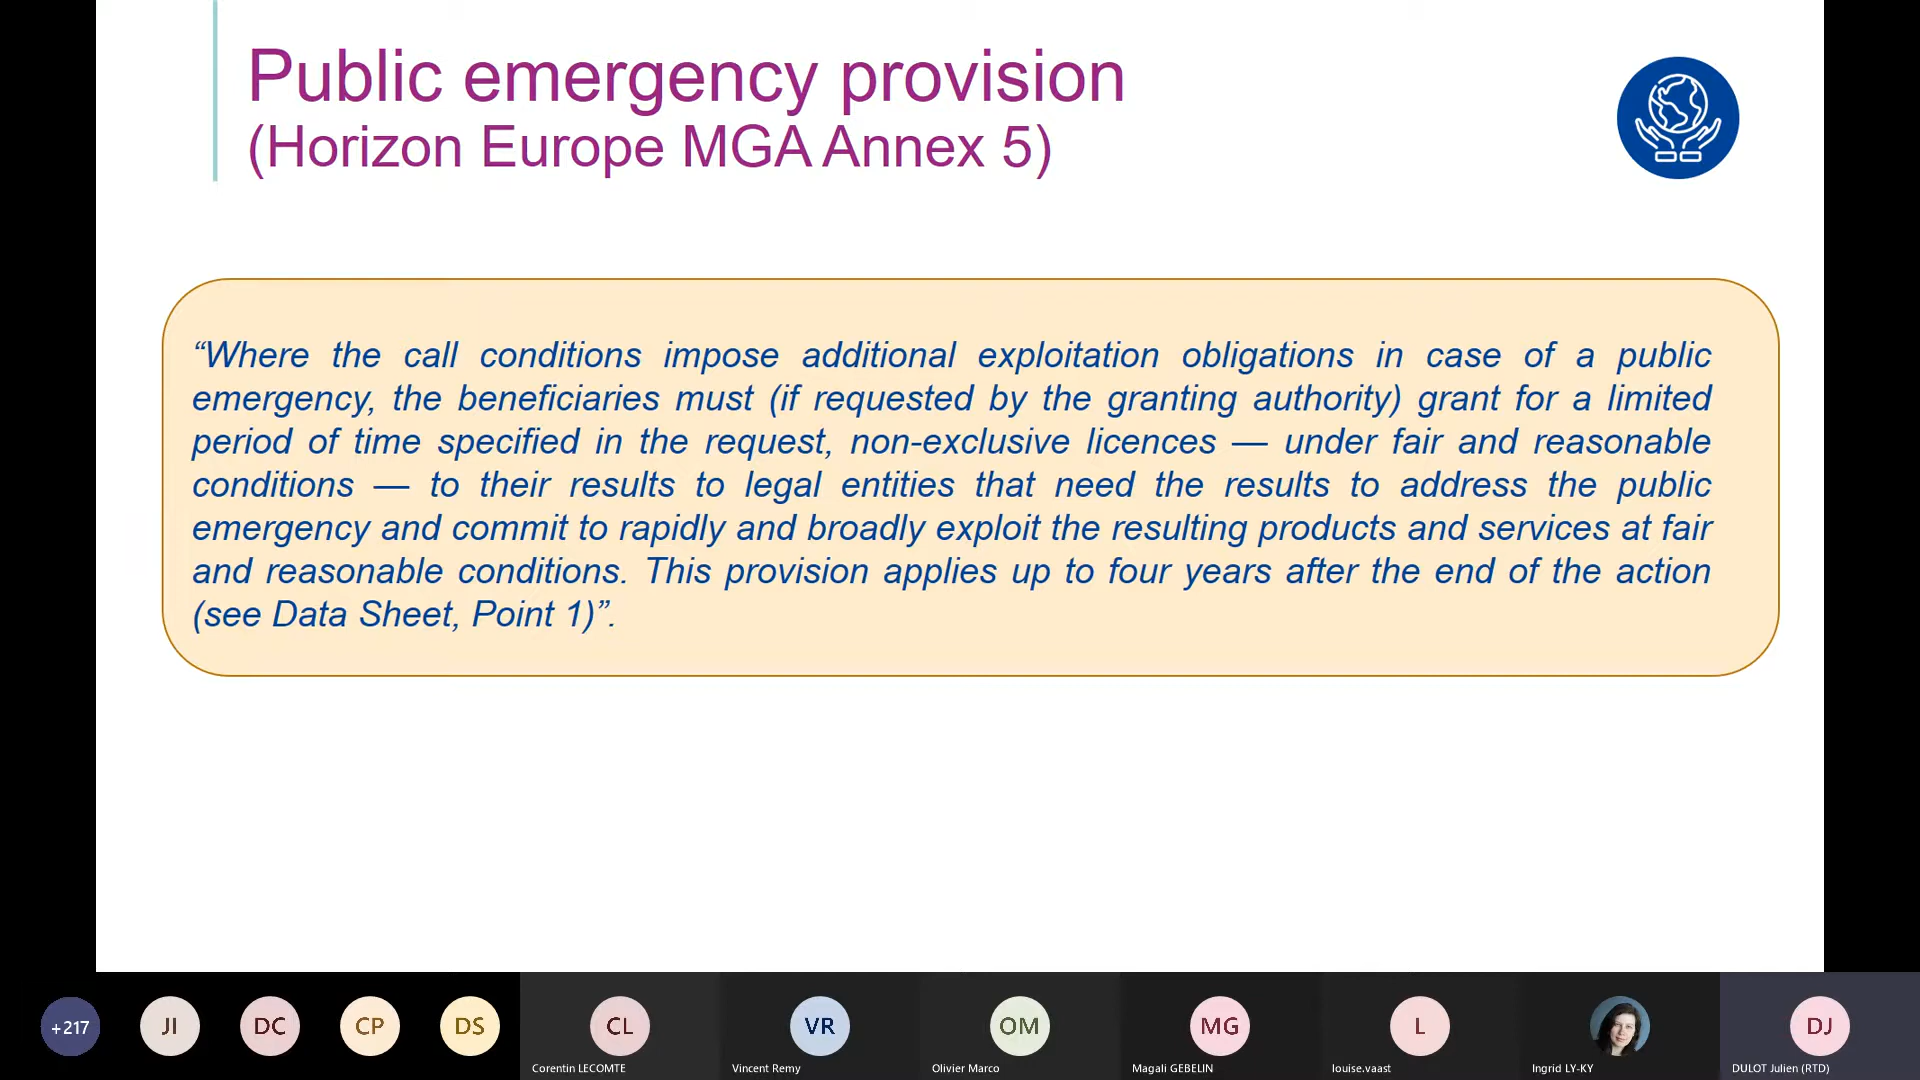 Public emergency provision
(Horizon Europe MGA Annex 5)
“Where the call conditions impose additional exploitation obligations in case of a public
emergency, the beneficiaries must (if requested by the granting authority) grant for a limited
period of time specified in the request, non-exclusive licences — under fair and reasonable
conditions — to their results to legal entities that need the results to address the public
emergency and commit to rapidly and broadly exploit the resulting products and services at fair
and reasonable conditions. This provision applies up to four years after the end of the action
(see Data Sheet, Point 1)”.
+217
JI
DC
CP
DS
CL
VR
OM
MG
L
DJ
Corentin LECOMTE
Vincent Remy
Olivier Marco
Magali GEBELIN
louise.vaast
Ingrid LY-KY
DULOT Julien (RTD)